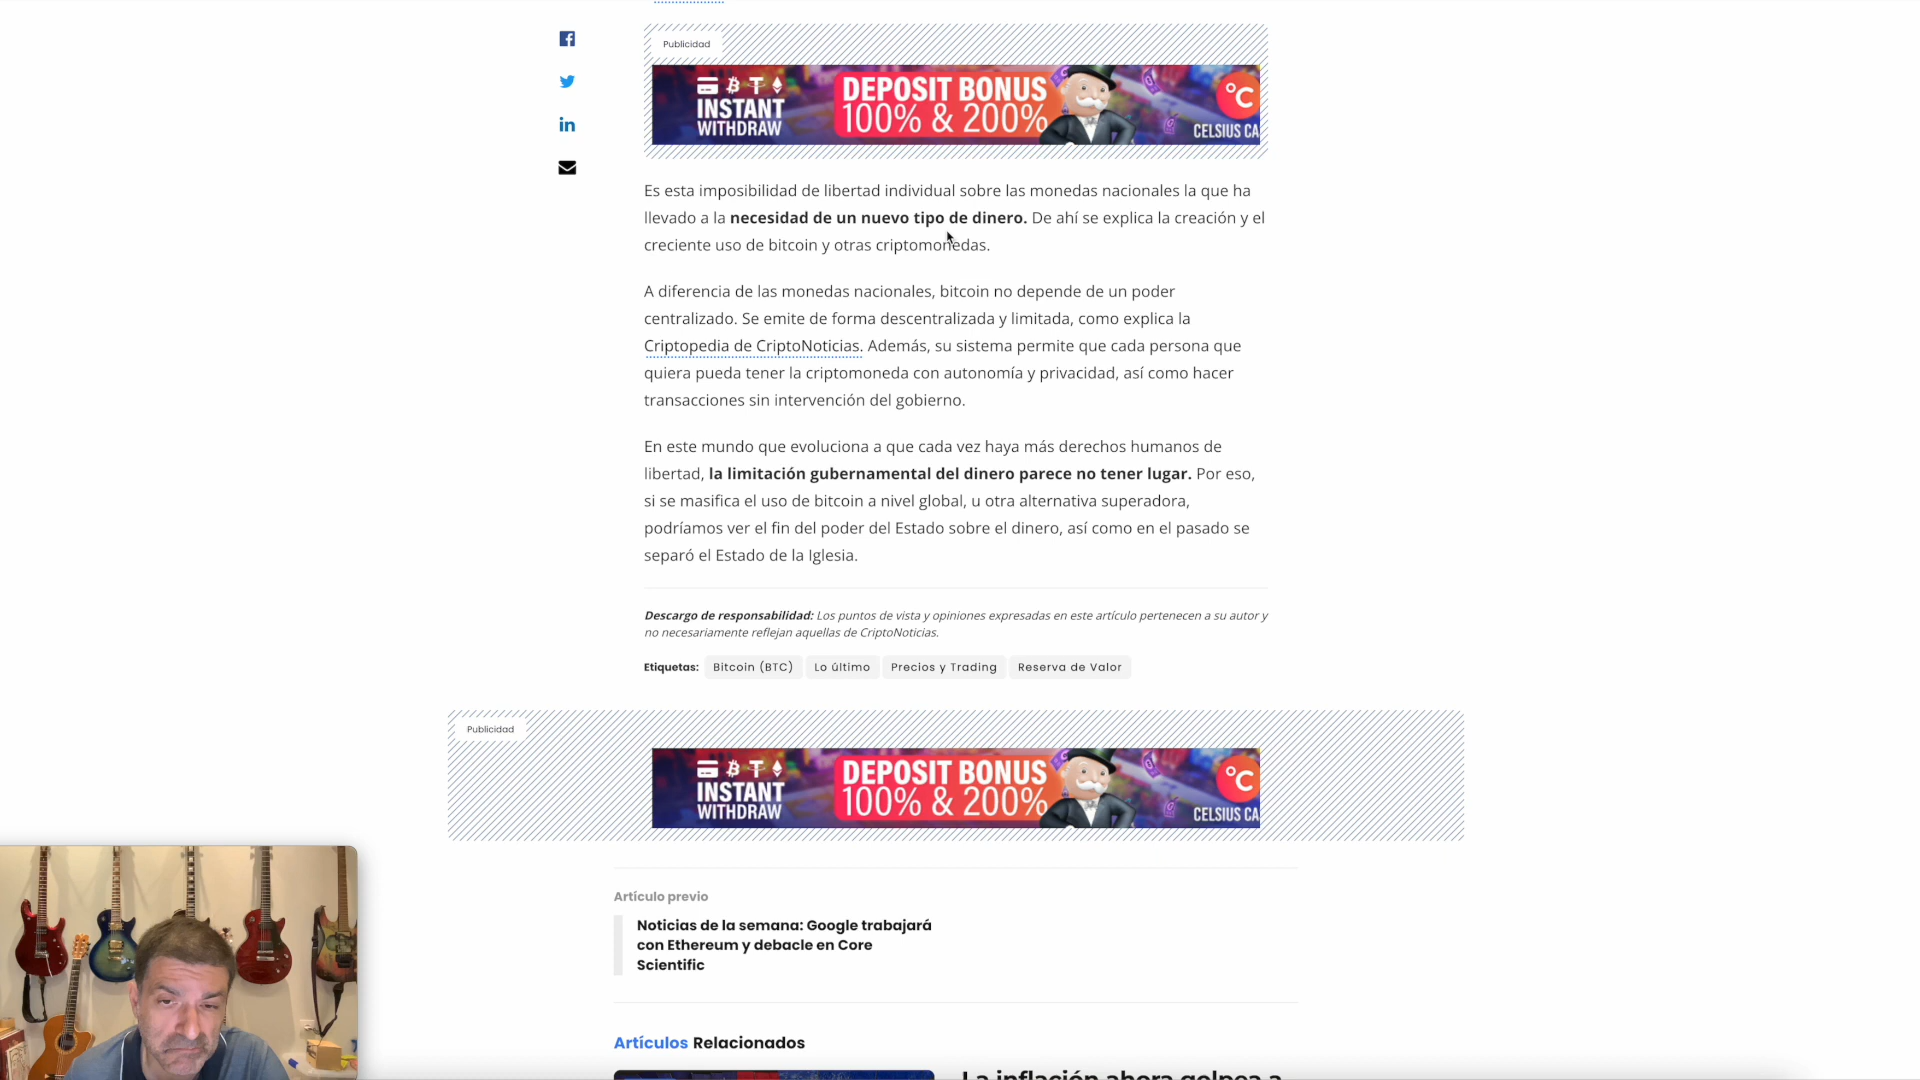 Publicidad
INSTANT
WITHDRAW
DEPOSIT BONUS
100% & 200%
°C
CELSIUS CA
Es esta imposibilidad de libertad individual sobre las monedas nacionales la que ha
llevado a la necesidad de un nuevo tipo de dinero. De ahí se explica la creación y el
creciente uso de bitcoin y otras criptomonedas.
A diferencia de las monedas nacionales, bitcoin no depende de un poder
centralizado. Se emite de forma descentralizada y limitada, como explica la
Criptopedia de CriptoNoticias. Además, su sistema permite que cada persona que
quiera pueda tener la criptomoneda con autonomía y privacidad, así como hacer
transacciones sin intervención del gobierno.
En este mundo que evoluciona a que cada vez haya más derechos humanos de
libertad, la limitación gubernamental del dinero parece no tener lugar. Por eso,
si se masifica el uso de bitcoin a nivel global, u otra alternativa superadora,
podríamos ver el fin del poder del Estado sobre el dinero, así como en el pasado se
separó el Estado de la Iglesia.
Descargo de responsabilidad: Los puntos de vista y opiniones expresadas en este artículo pertenecen a su autor y
no necesariamente reflejan aquellas de CriptoNoticias.
Etiquetas: Bitcoin (BTC) Lo último Precios y Trading Reserva de Valor
Publicidad
INSTANT
WITHDRAW
DEPOSIT BONUS
100% & 200%
°C
CELSIUS CA
Artículo previo
Noticias de la semana: Google trabajará
con Ethereum y debacle en Core
Scientific
Artículos Relacionados
La inflación ahora golpea a